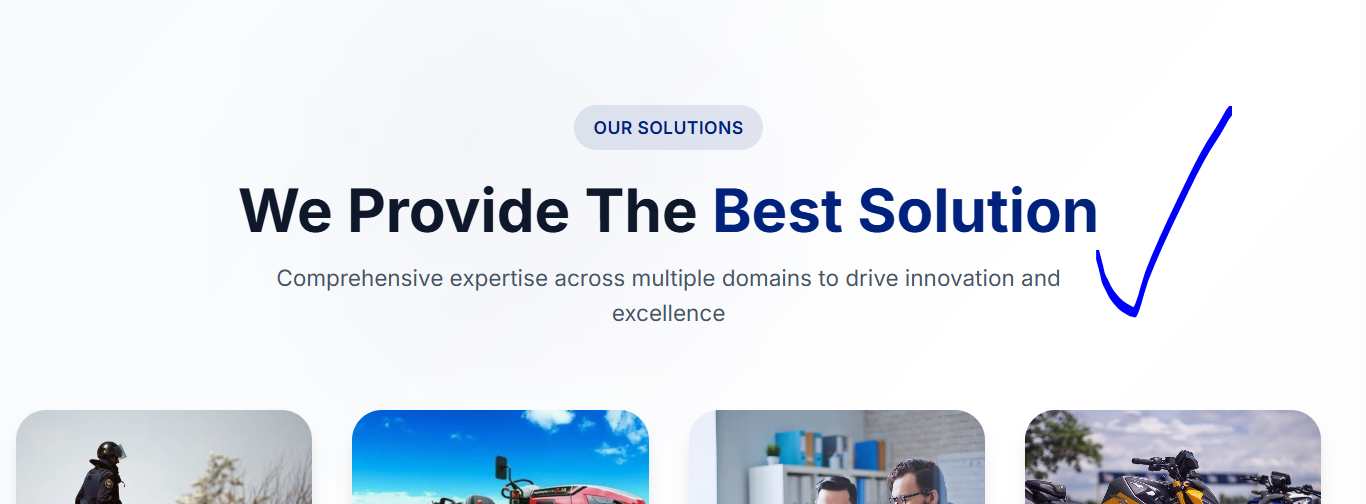 OUR SOLUTIONS
We Provide The Best Solution
Comprehensive expertise across multiple domains to drive innovation and
excellence